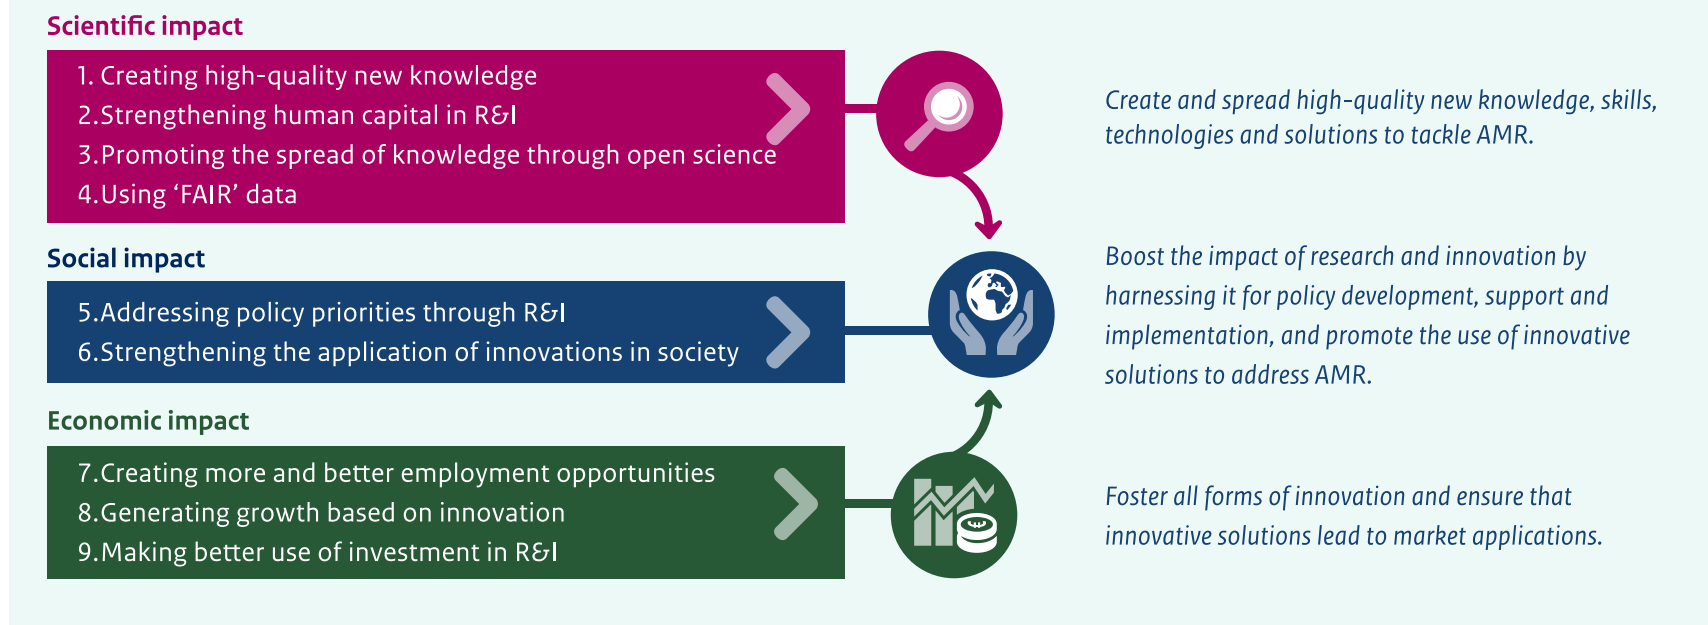 Scientific impact
1. Creating high-quality new knowledge
2.Strengthening human capital in R&I
3.Promoting the spread of knowledge through open science
4.Using ‘FAIR’ data
Create and spread high-quality new knowledge, skills,
technologies and solutions to tackle AMR.
Social impact
5.Addressing policy priorities through R&I
6.Strengthening the application of innovations in society
Boost the impact of research and innovation by
harnessing it for policy development, support and
implementation, and promote the use of innovative
solutions to address AMR.
Economic impact
7.Creating more and better employment opportunities
8.Generating growth based on innovation
9.Making better use of investment in R&I
Foster all forms of innovation and ensure that
innovative solutions lead to market applications.